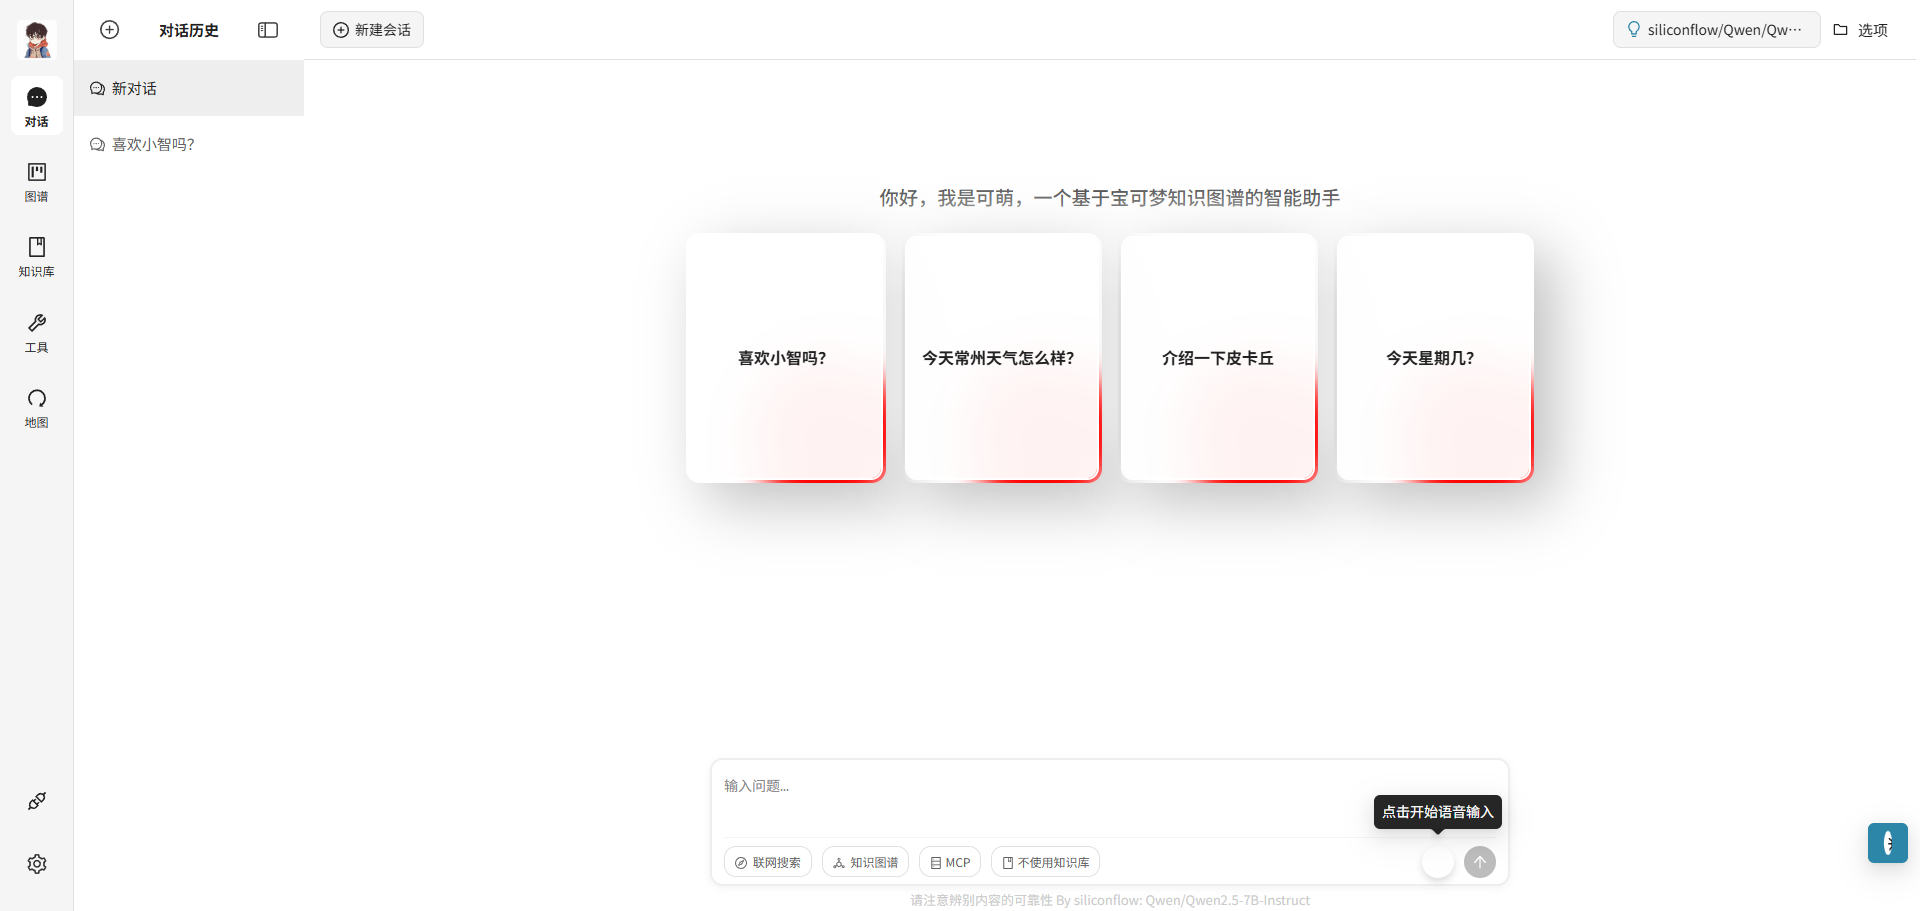 对话
图谱
知识库
工具
地图
对话历史
新对话
喜欢小智吗？
新建会话
siliconflow/Qwen/Qw···
选项
你好，我是可萌，一个基于宝可梦知识图谱的智能助手
喜欢小智吗？
今天常州天气怎么样？
介绍一下皮卡丘
今天星期几？
输入问题...
点击开始语音输入
联网搜索
知识图谱
MCP
不使用知识库
请注意辨别内容的可靠性 By siliconflow: Qwen/Qwen2.5-7B-Instruct